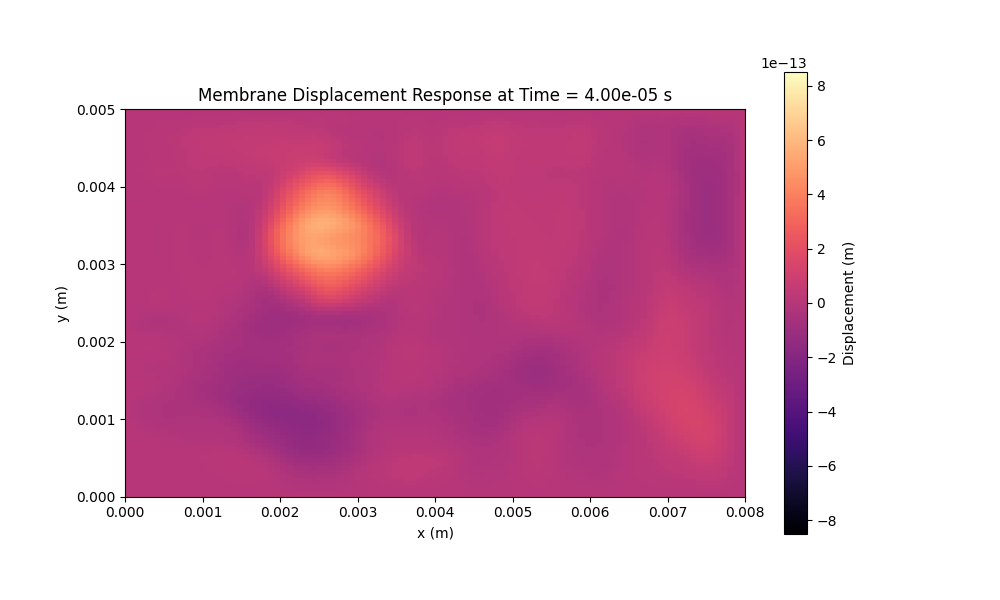 1e−13
Membrane Displacement Response at Time = 4.00e-05 s
0.005
0.004
0.003
0.002
0.001
0.000
y (m)
0.000 0.001 0.002 0.003 0.004 0.005 0.006 0.007 0.008
x (m)
8
6
4
2
0
−2
−4
−6
−8
Displacement (m)